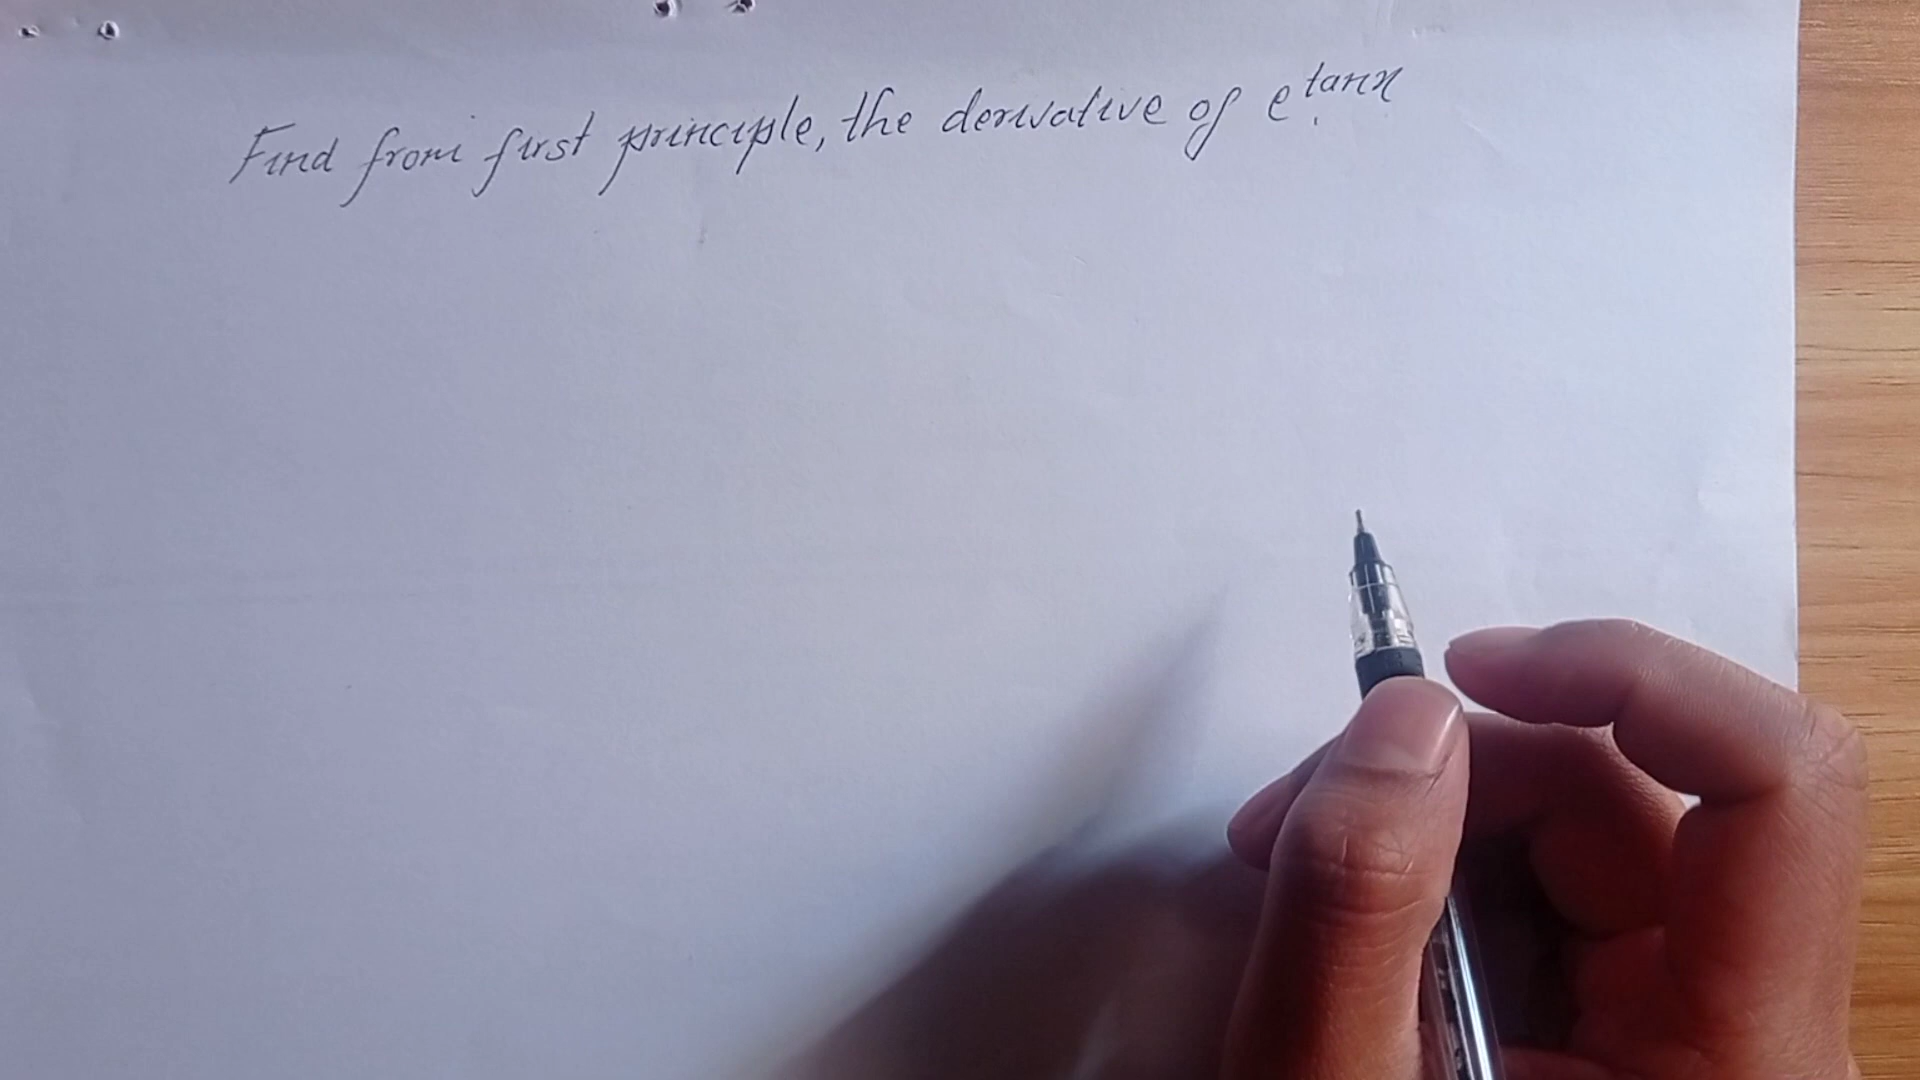 Find from first principle, the derivative of e^tanx.